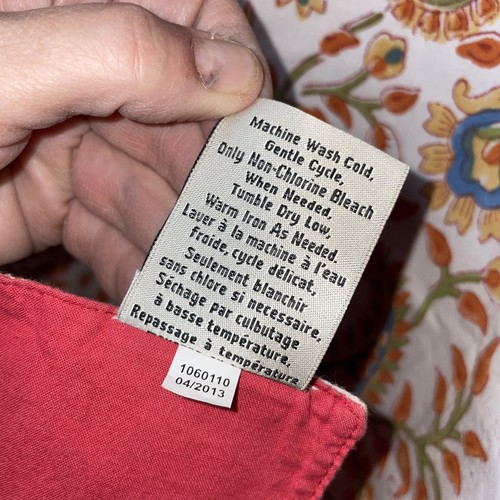 Machine Wash Cold,
Gentle Cycle,
Only Non-Chlorine Bleach
When Needed.
Tumble Dry Low,
Warm Iron As Needed.
Laver à la machine à l'eau
froide, cycle délicat,
Seulement blanchir
sans chlore si necessaire,
Séchage par culbutage
à basse température,
Repassage à température
1060110
04/2013